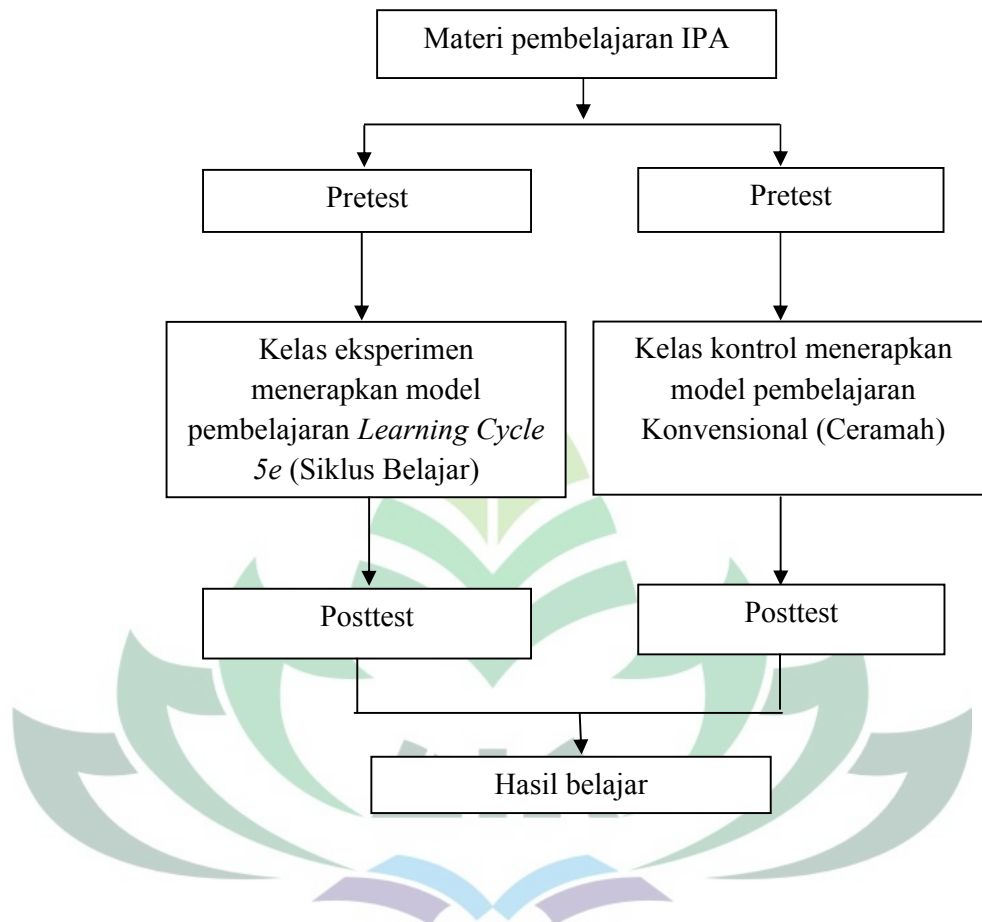 Materi pembelajaran IPA
Pretest
Pretest
Kelas eksperimen
menerapkan model
pembelajaran Learning Cycle
5e (Siklus Belajar)
Kelas kontrol menerapkan
model pembelajaran
Konvensional (Ceramah)
Posttest
Posttest
Hasil belajar